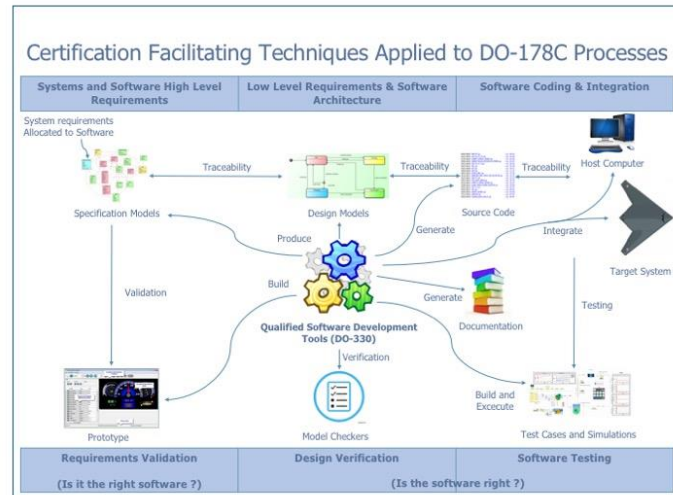 Certification Facilitating Techniques Applied to DO-178C Processes
Systems and Software High Level
Requirements
Low Level Requirements & Software
Architecture
Software Coding & Integration
System requirements
Allocated to Software
Traceability
Traceability
Traceability
Host Computer
Specification Models
Design Models
Source Code
Produce
Generate
Integrate
Target System
Validation
Build
Generate
Documentation
Testing
Qualified Software Development
Tools (DO-330)
Verification
Build and
Excecute
Prototype
Model Checkers
Test Cases and Simulations
Requirements Validation
Design Verification
Software Testing
(Is it the right software ?)
(Is the software right ?)